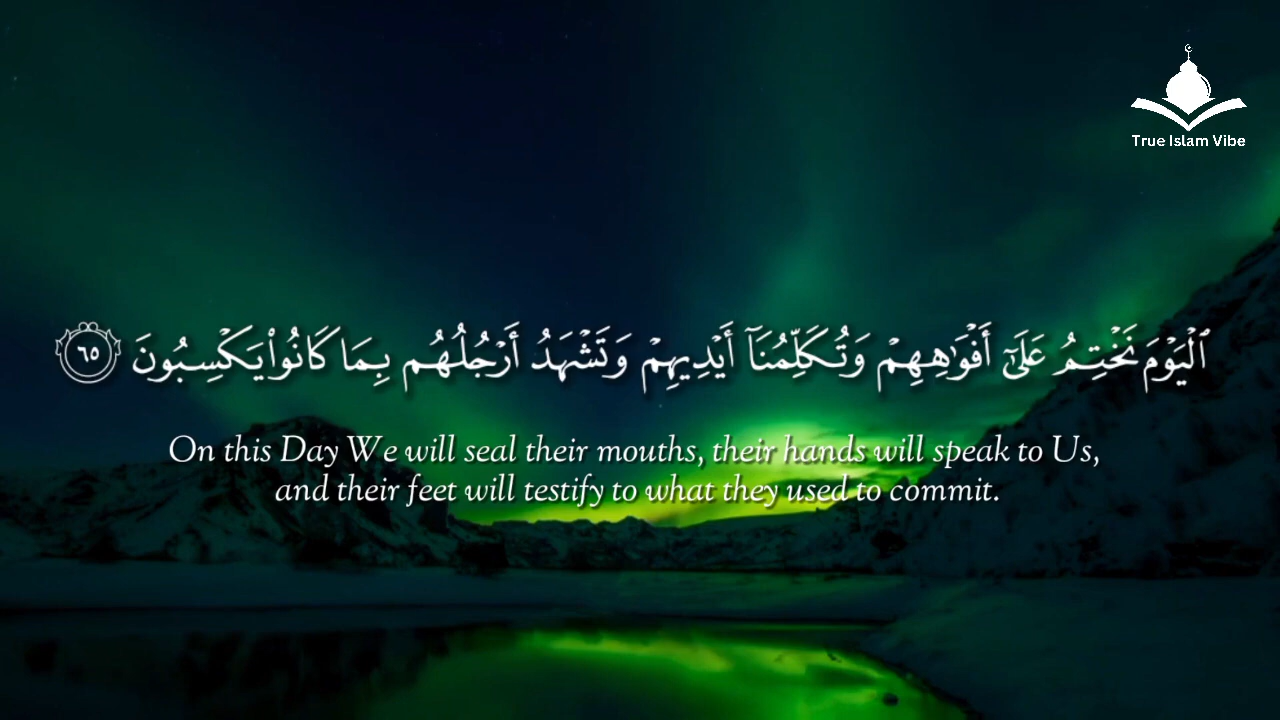 True Islam Vibe
ٱلْيَوْمَ نَخْتِمُ عَلَىٰٓ أَفْوَٰهِهِمْ وَتُكَلِّمُنَآ أَيْدِيهِمْ وَتَشْهَدُ أَرْجُلُهُم بِمَا كَانُوا۟ يَكْسِبُونَ ٦٥
On this Day We will seal their mouths, their hands will speak to Us,
and their feet will testify to what they used to commit.